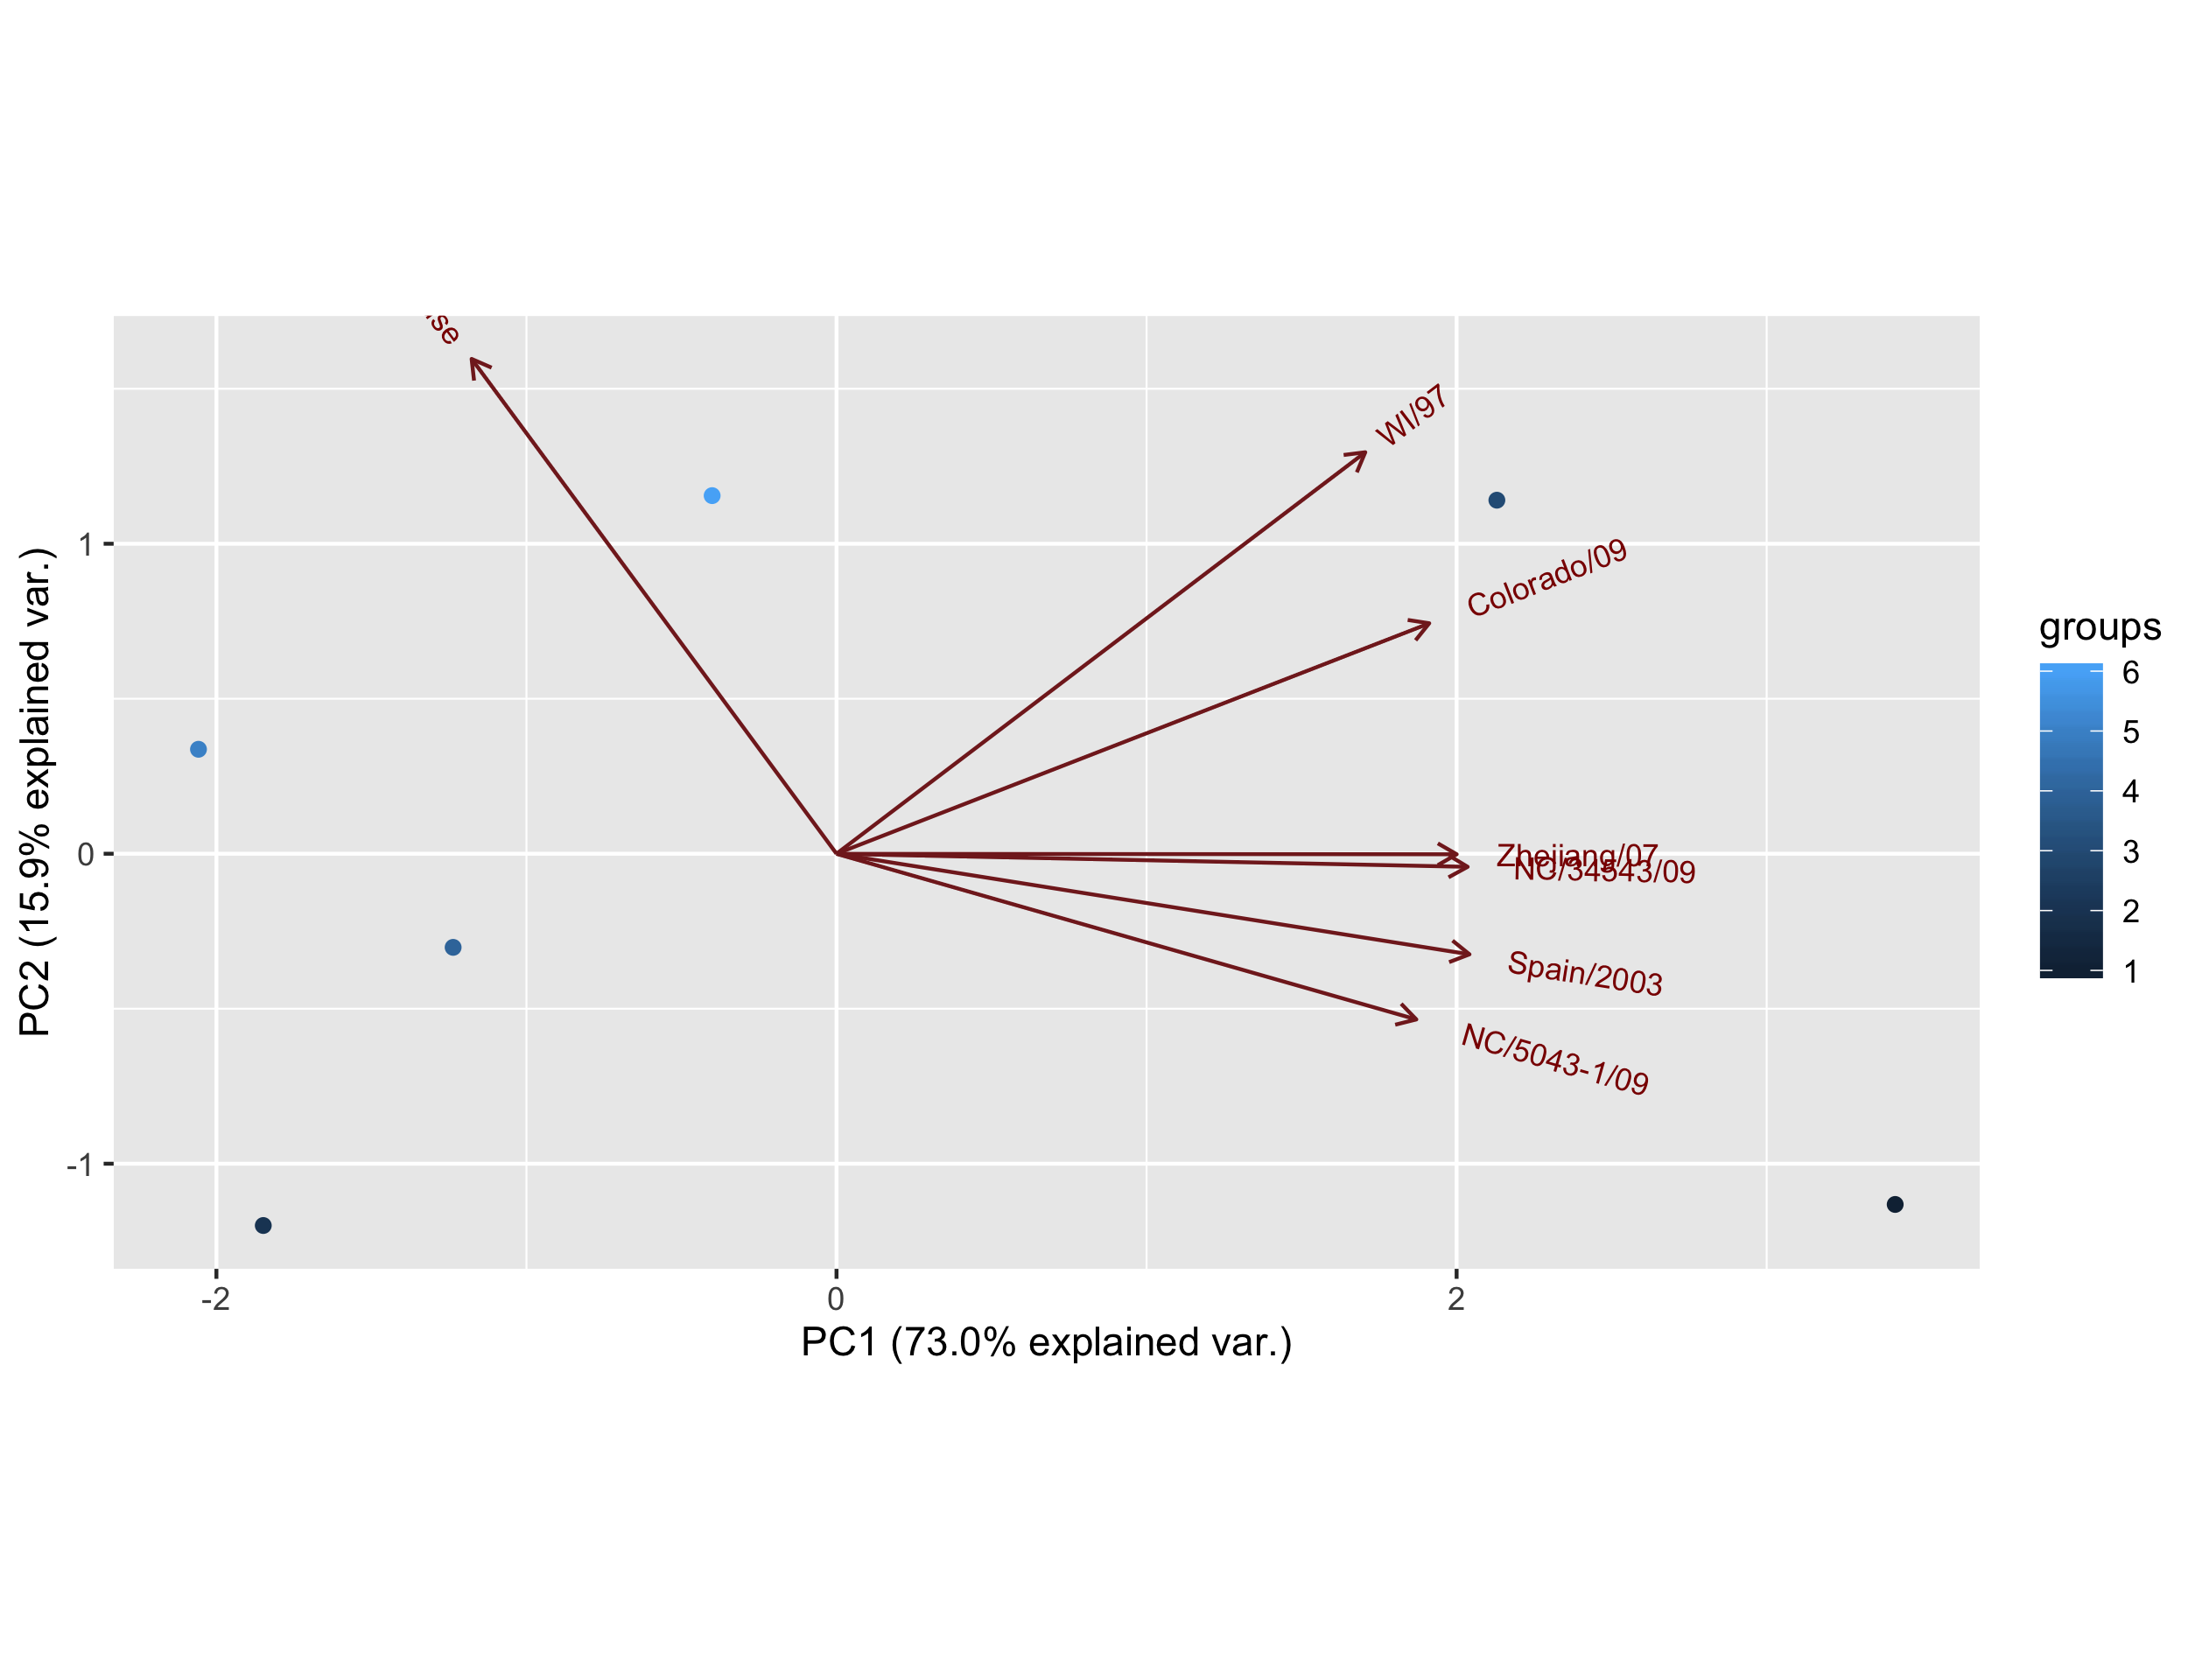 se
WI/97
Colorado/09
Zhejiang/07
NC/34543/09
Spain/2003
NC/5043-1/09
1
0
-1
-2
0
2
PC1 (73.0% explained var.)
PC2 (15.9% explained var.)
groups
6
5
4
3
2
1